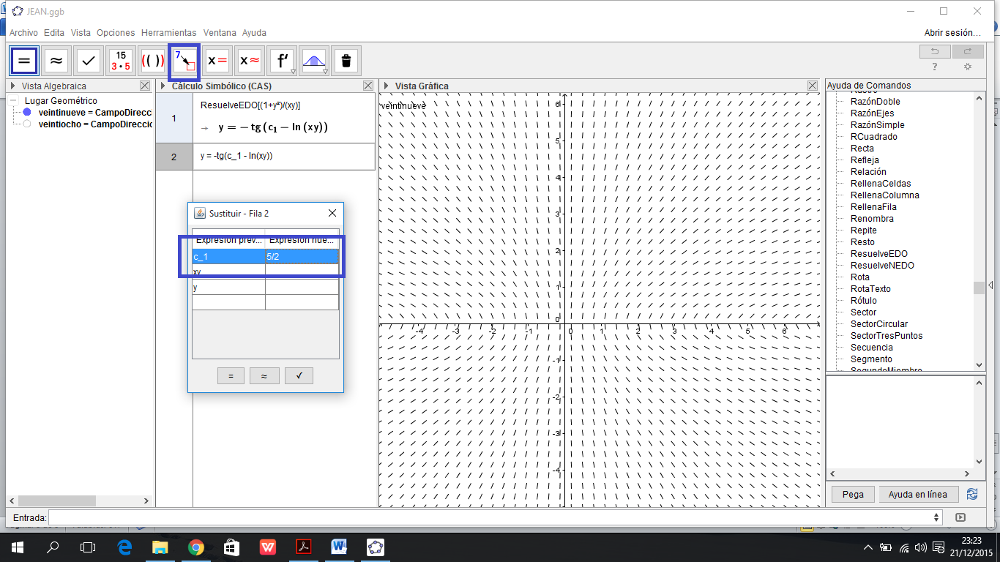 JEAN.ggb
Archivo Edita Vista Opciones Herramientas Ventana Ayuda
Abrir sesión...
= ≈ ✓ 15 3•5 (( )) 7 x= x≈ f'
?
Vista Algebraica
Lugar Geométrico
veintinueve = CampoDirecci
veintiocho = CampoDireccio
Cálculo Simbólico (CAS)
1
ResuelveEDO[(1+y²)/(xy)]
→ y = −tg (c₁ − ln (xy))
2
y = -tg(c_1 - ln(xy))
Sustituir - Fila 2
Expresión prev... Expresión nue...
c_1 5/2
xy
y
= ≈ ✓
Vista Gráfica
veintinueve
6
5
4
3
2
1
0
-4 -3 -2 -1 0 1 2 3 4 5 6
-1
-2
-3
-4
Ayuda de Comandos
RazónDoble
RazónEjes
RazónSimple
RCuadrado
Recta
Refleja
Relación
RellenaCeldas
RellenaColumna
RellenaFila
Renombra
Repite
Resto
ResuelveEDO
ResuelveNEDO
Rota
RotaTexto
Rótulo
Sector
SectorCircular
SectorTresPuntos
Secuencia
Segmento
SegundoMiembro
Pega Ayuda en línea
Entrada:
23:23
21/12/2015